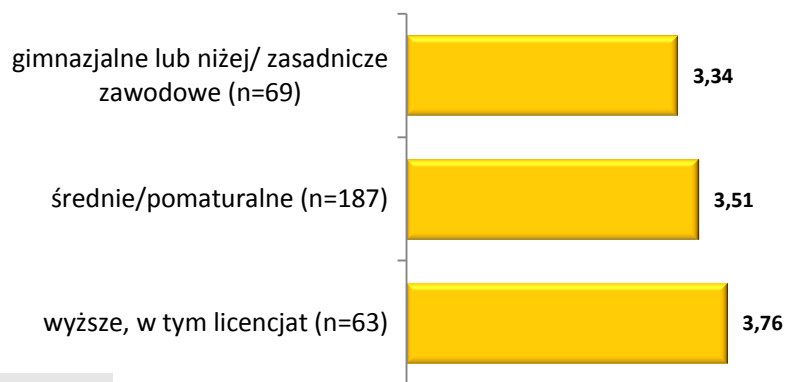 gimnazjalne lub niżej/ zasadnicze
zawodowe (n=69)
3,34
średnie/pomaturalne (n=187)
3,51
wyższe, w tym licencjat (n=63)
3,76